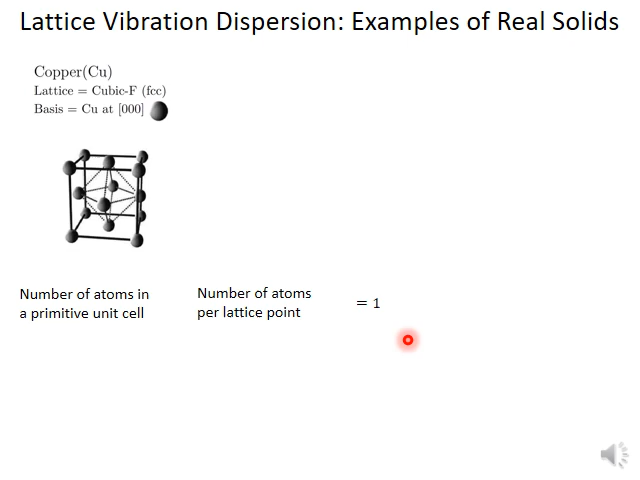 Lattice Vibration Dispersion: Examples of Real Solids
Copper(Cu)
Lattice = Cubic-F (fcc)
Basis = Cu at [000]
Number of atoms in
a primitive unit cell
Number of atoms
per lattice point
= 1